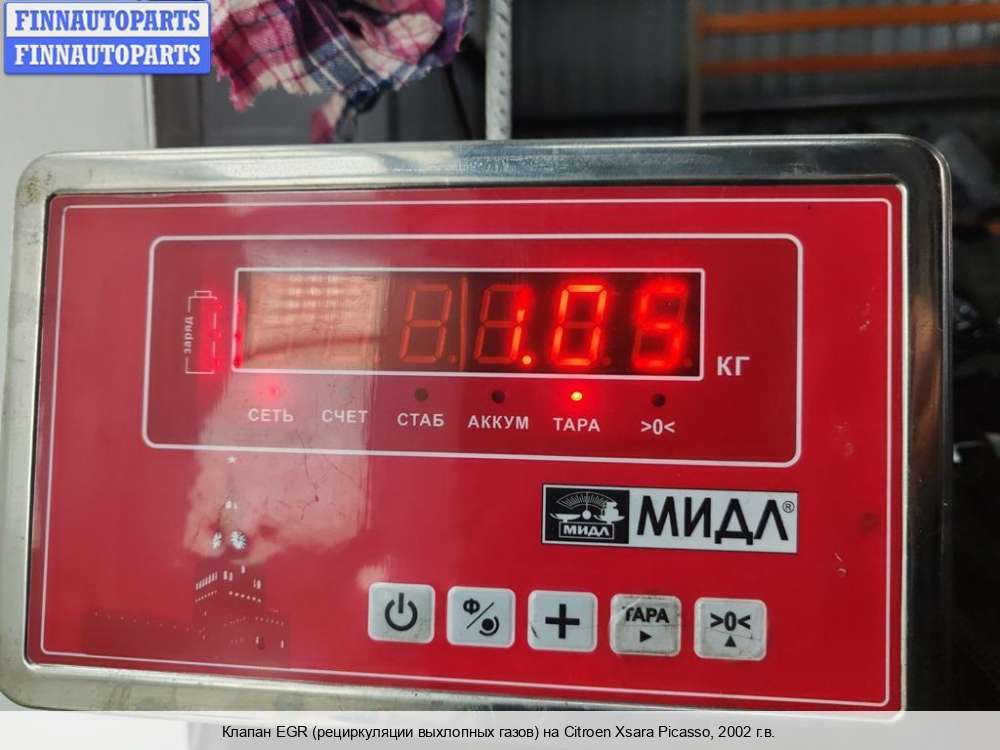 FINNAUTOPARTS
FINNAUTOPARTS
заряд
1.05
КГ
СЕТЬ СЧЕТ СТАБ АККУМ ТАРА >0<
МИДЛ МИДЛ®
Ф ТАРА >0<
Клапан EGR (рециркуляции выхлопных газов) на Citroen Xsara Picasso, 2002 г.в.